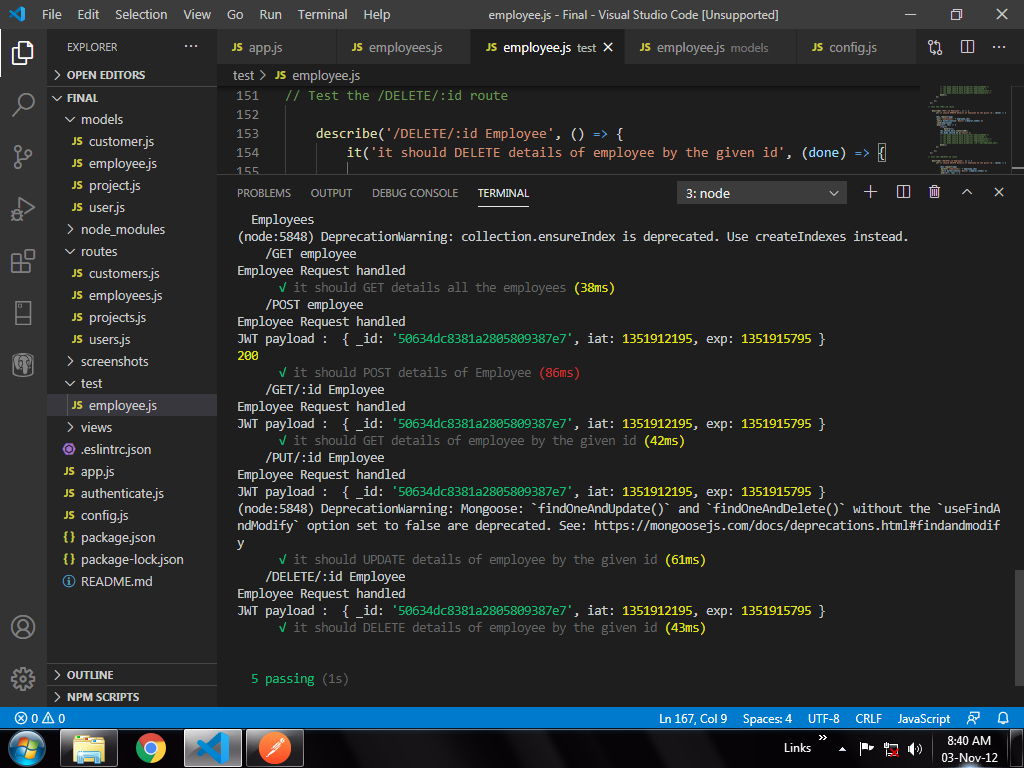 File Edit Selection View Go Run Terminal Help employee.js - Final - Visual Studio Code [Unsupported]
EXPLORER
JS app.js JS employees.js JS employee.js test JS employee.js models JS config.js
OPEN EDITORS
test > JS employee.js
FINAL
models
JS customer.js
JS employee.js
JS project.js
JS user.js
node_modules
routes
JS customers.js
JS employees.js
JS projects.js
JS users.js
screenshots
test
JS employee.js
views
.eslintrc.json
JS app.js
JS authenticate.js
JS config.js
{} package.json
{} package-lock.json
README.md
OUTLINE
NPM SCRIPTS
151 // Test the /DELETE/:id route
152
153 describe('/DELETE/:id Employee', () => {
154 it('it should DELETE details of employee by the given id', (done) => {
155
PROBLEMS OUTPUT DEBUG CONSOLE TERMINAL 3: node
Employees
(node:5848) DeprecationWarning: collection.ensureIndex is deprecated. Use createIndexes instead.
/GET employee
Employee Request handled
√ it should GET details all the employees (38ms)
/POST employee
Employee Request handled
JWT payload :  { _id: '50634dc8381a2805809387e7', iat: 1351912195, exp: 1351915795 }
200
√ it should POST details of Employee (86ms)
/GET/:id Employee
Employee Request handled
JWT payload :  { _id: '50634dc8381a2805809387e7', iat: 1351912195, exp: 1351915795 }
√ it should GET details of employee by the given id (42ms)
/PUT/:id Employee
Employee Request handled
JWT payload :  { _id: '50634dc8381a2805809387e7', iat: 1351912195, exp: 1351915795 }
(node:5848) DeprecationWarning: Mongoose: `findOneAndUpdate()` and `findOneAndDelete()` without the `useFindA
ndModify` option set to false are deprecated. See: https://mongoosejs.com/docs/deprecations.html#findandmodif
y
√ it should UPDATE details of employee by the given id (61ms)
/DELETE/:id Employee
Employee Request handled
JWT payload :  { _id: '50634dc8381a2805809387e7', iat: 1351912195, exp: 1351915795 }
√ it should DELETE details of employee by the given id (43ms)
5 passing (1s)
0 0 Ln 167, Col 9 Spaces: 4 UTF-8 CRLF JavaScript
Links » 8:40 AM
03-Nov-12